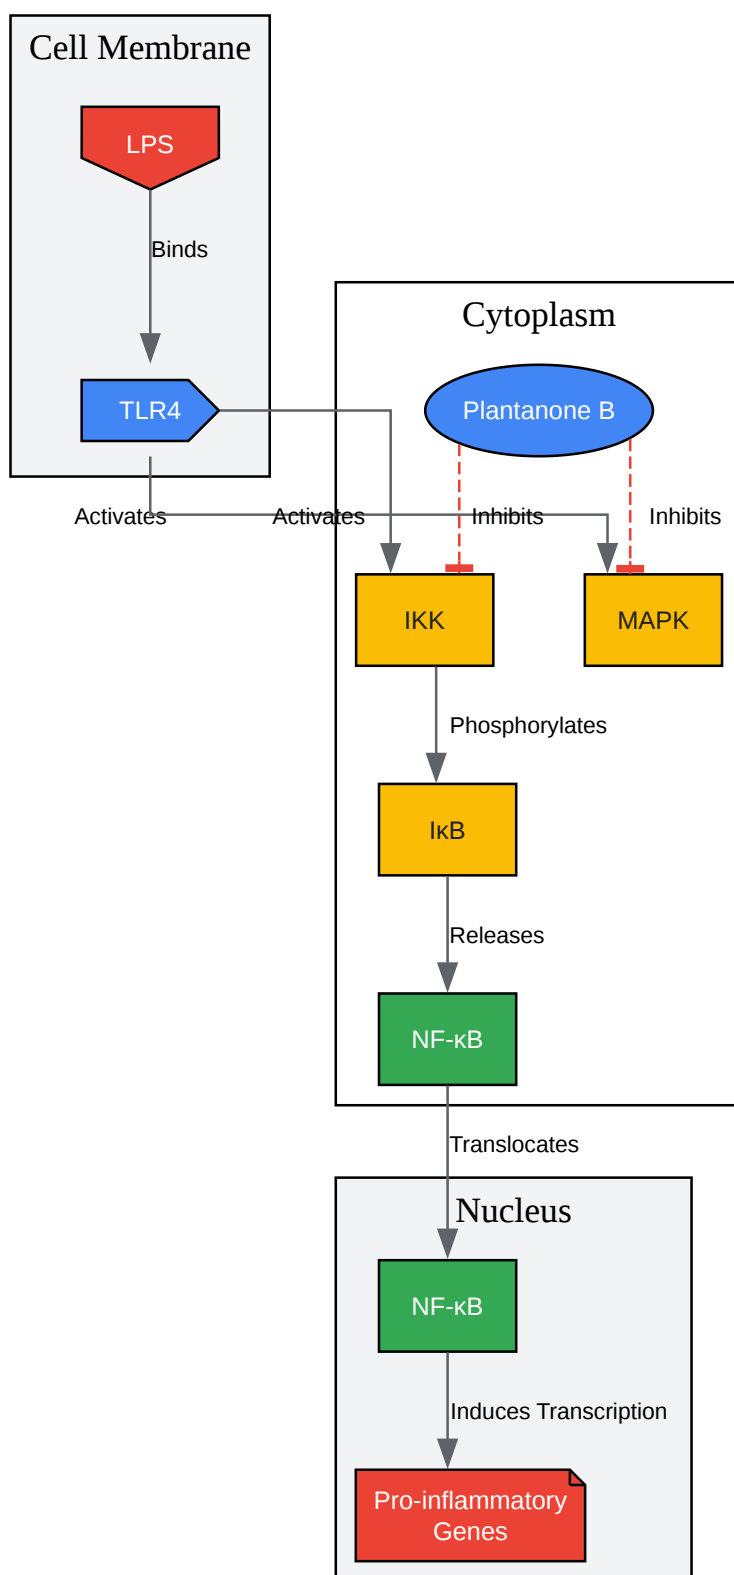 Cell Membrane
LPS
Binds
Cytoplasm
TLR4
Plantanone B
Activates
Activates
Inhibits
Inhibits
IKK
MAPK
Phosphorylates
IκB
Releases
NF-κB
Translocates
Nucleus
NF-κB
Induces Transcription
Pro-inflammatory
Genes